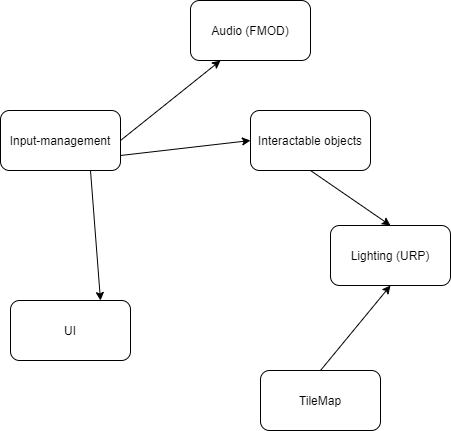 Audio (FMOD)
Input-management
Interactable objects
Lighting (URP)
UI
TileMap